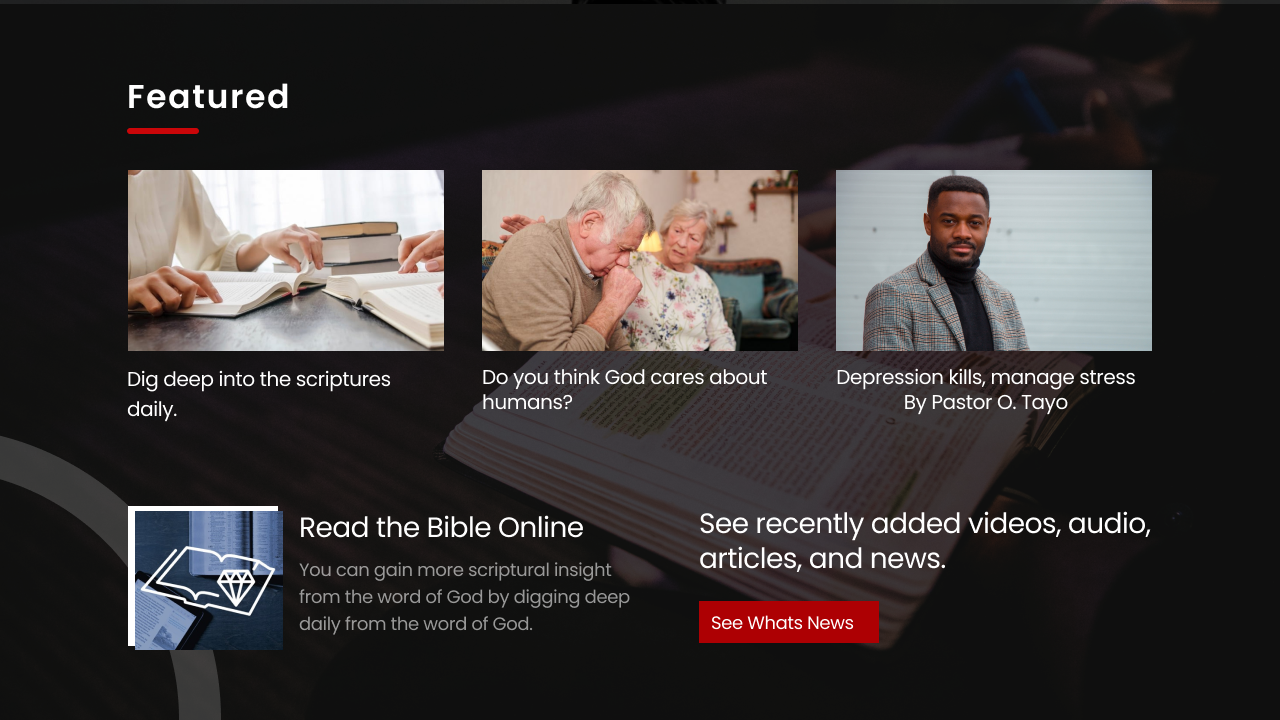 Featured
Dig deep into the scriptures
daily.
Do you think God cares about
humans?
Depression kills, manage stress
By Pastor O. Tayo
Read the Bible Online
You can gain more scriptural insight
from the word of God by digging deep
daily from the word of God.
See recently added videos, audio,
articles, and news.
See Whats News